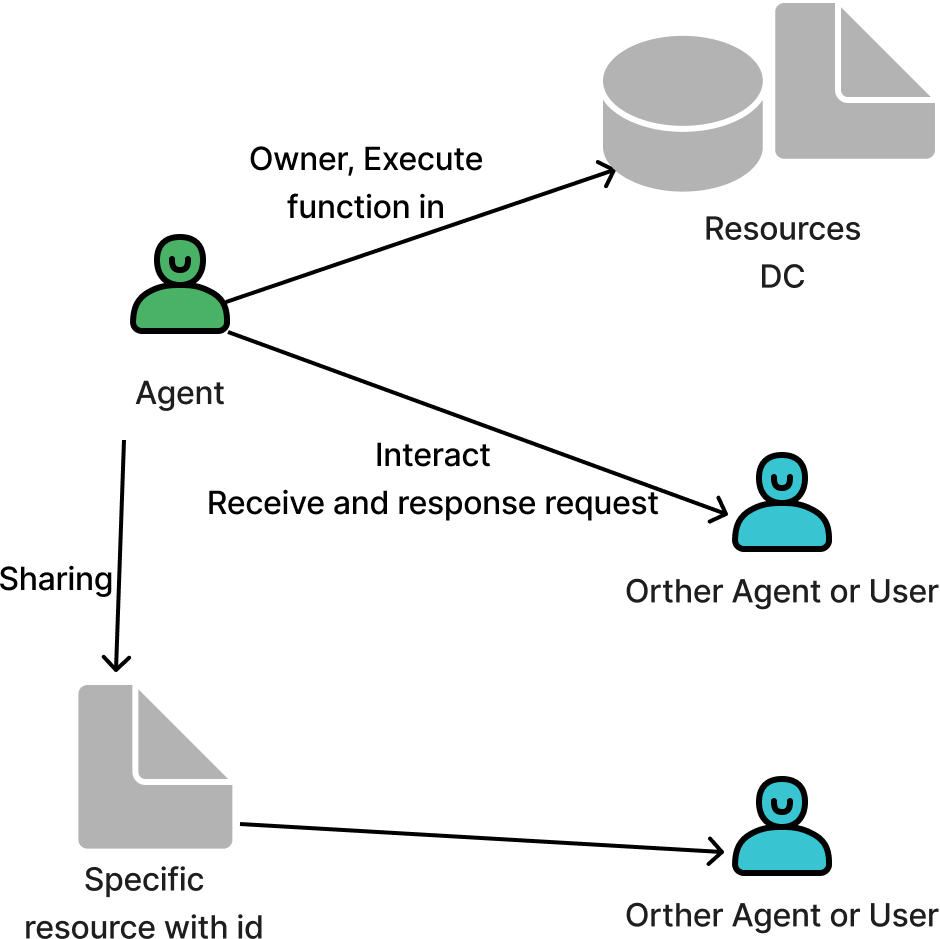 Owner, Execute
function in
Resources
DC
Agent
Interact
Receive and response request
Sharing
Orther Agent or User
Specific
resource with id
Orther Agent or User